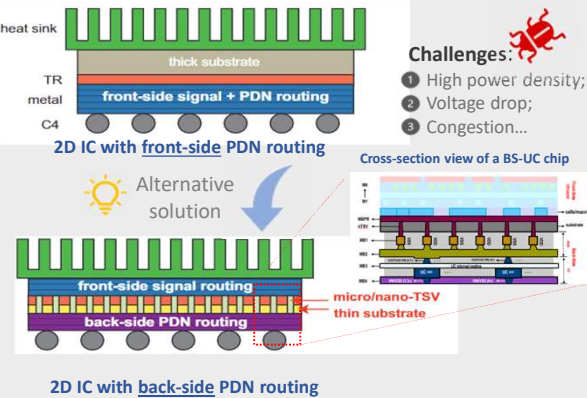 heat sink
thick substrate
TR
metal
front-side signal + PDN routing
C4
2D IC with front-side PDN routing
Challenges:
1 High power density;
2 Voltage drop;
3 Congestion...
Alternative
solution
Cross-section view of a BS-UC chip
substrate
front-side signal routing
micro/nano-TSV
thin substrate
back-side PDN routing
2D IC with back-side PDN routing